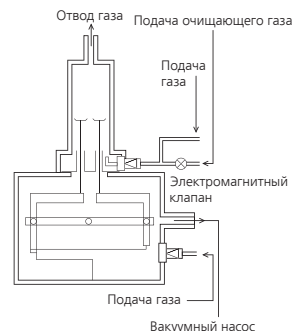 Отвод газа
Подача очищающего газа
Подача
газа
Электромагнитный
клапан
Подача газа
Вакуумный насос